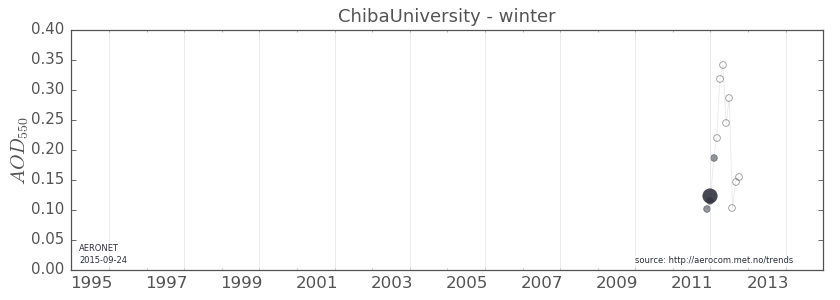 ChibaUniversity - winter
0.40
0.35
0.30
0.25
0.20
0.15
0.10
0.05
0.00
AOD550
AERONET
2015-09-24
source: http://aerocom.met.no/trends
1995 1997 1999 2001 2003 2005 2007 2009 2011 2013